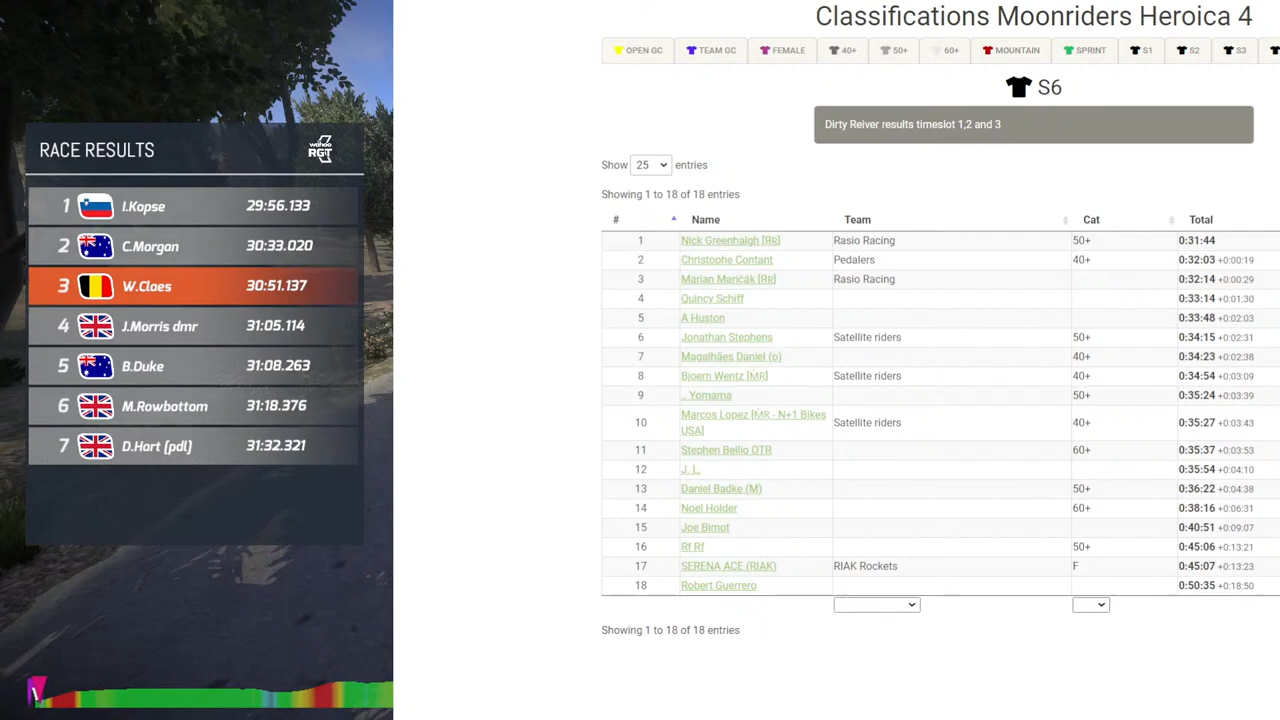 RACE RESULTS
wahoo
RGT
1 I.Kopse 29:56.133
2 C.Morgan 30:33.020
3 W.Claes 30:51.137
4 J.Morris dmr 31:05.114
5 B.Duke 31:08.263
6 M.Rowbottom 31:18.376
7 D.Hart (pdl) 31:32.321
Classifications Moonriders Heroica 4
OPEN GC TEAM GC FEMALE 40+ 50+ 60+ MOUNTAIN SPRINT S1 S2 S3
S6
Dirty Reiver results timeslot 1,2 and 3
Show 25 entries
Showing 1 to 18 of 18 entries
# Name Team Cat Total
1 Nick Greenhalgh [ЯR] Rasio Racing 50+ 0:31:44
2 Christophe Contant Pedalers 40+ 0:32:03 +0:00:19
3 Marian Maričák [ЯR] Rasio Racing 0:32:14 +0:00:29
4 Quincy Schiff 0:33:14 +0:01:30
5 A Huston 0:33:48 +0:02:03
6 Jonathan Stephens Satellite riders 50+ 0:34:15 +0:02:31
7 Magalhães Daniel (o) 40+ 0:34:23 +0:02:38
8 Bjoern Wentz [MR] Satellite riders 40+ 0:34:54 +0:03:09
9 .. Yomama 50+ 0:35:24 +0:03:39
10 Marcos Lopez [MR - N+1 Bikes USA] Satellite riders 40+ 0:35:27 +0:03:43
11 Stephen Bellio OTR 60+ 0:35:37 +0:03:53
12 J. L. 0:35:54 +0:04:10
13 Daniel Badke (M) 50+ 0:36:22 +0:04:38
14 Noel Holder 60+ 0:38:16 +0:06:31
15 Joe Bimot 0:40:51 +0:09:07
16 Rf Rf 50+ 0:45:06 +0:13:21
17 SERENA ACE (RIAK) RIAK Rockets F 0:45:07 +0:13:23
18 Robert Guerrero 0:50:35 +0:18:50
Showing 1 to 18 of 18 entries